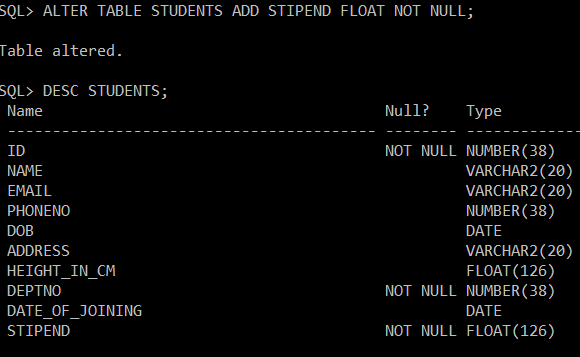 SQL> ALTER TABLE STUDENTS ADD STIPEND FLOAT NOT NULL;
Table altered.
SQL> DESC STUDENTS;
Name Null? Type
----------------------------------------- -------- -------------
ID NOT NULL NUMBER(38)
NAME VARCHAR2(20)
EMAIL VARCHAR2(20)
PHONENO NUMBER(38)
DOB DATE
ADDRESS VARCHAR2(20)
HEIGHT_IN_CM FLOAT(126)
DEPTNO NOT NULL NUMBER(38)
DATE_OF_JOINING DATE
STIPEND NOT NULL FLOAT(126)